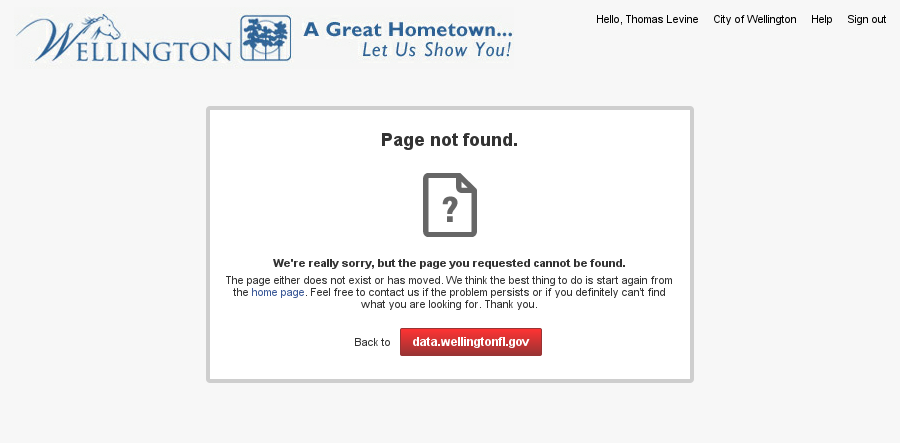 WELLINGTON
A Great Hometown...
Let Us Show You!
Hello, Thomas Levine City of Wellington Help Sign out
Page not found.
?
We're really sorry, but the page you requested cannot be found.
The page either does not exist or has moved. We think the best thing to do is start again from
the home page. Feel free to contact us if the problem persists or if you definitely can't find
what you are looking for. Thank you.
Back to data.wellingtonfl.gov